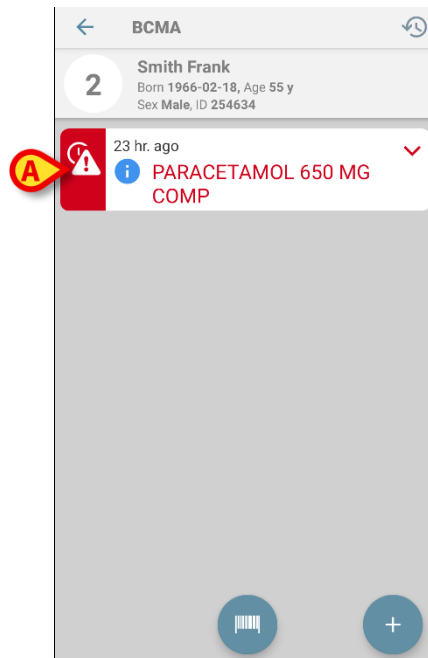 BCMA
Smith Frank
2
Born 1966-02-18, Age 55 y
Sex Male, ID 254634
23 hr. ago
A
i PARACETAMOL 650 MG
COMP